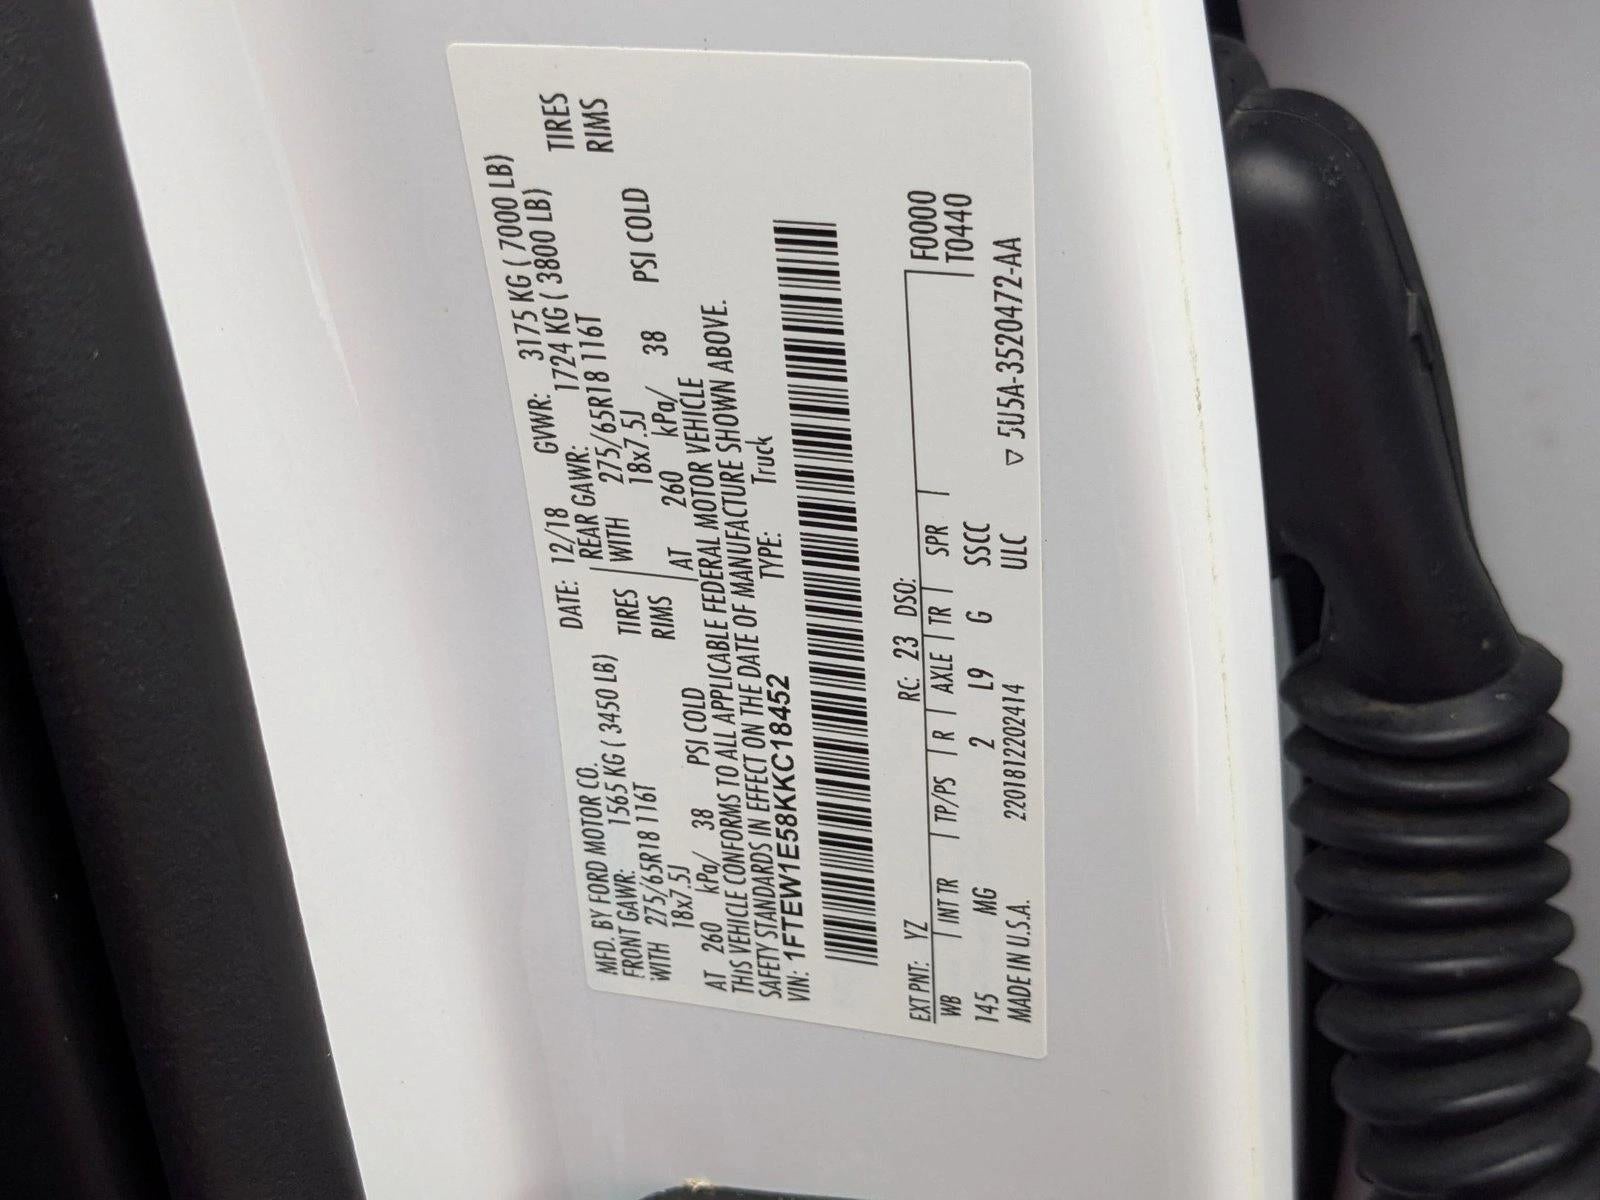 MFD. BY FORD MOTOR CO. DATE: 12/18 GVWR: 3175 KG ( 7000 LB)
FRONT GAWR: 1565 KG ( 3450 LB) REAR GAWR: 1724 KG ( 3800 LB)
WITH 275/65R18 116T TIRES WITH 275/65R18 116T TIRES
18x7.5J RIMS 18x7.5J RIMS
AT 260 kPa/ 38 PSI COLD AT 260 kPa/ 38 PSI COLD
THIS VEHICLE CONFORMS TO ALL APPLICABLE FEDERAL MOTOR VEHICLE
SAFETY STANDARDS IN EFFECT ON THE DATE OF MANUFACTURE SHOWN ABOVE.
VIN: 1FTEW1E58KKC18452 TYPE: Truck
EXT PNT: YZ RC: 23 DSO: F0000
WB INT TR TP/PS R AXLE TR SPR T0440
145 MG 2 L9 G SSCC
MADE IN U.S.A. 2201812202414 ULC ▽ 5U5A-3520472-AA